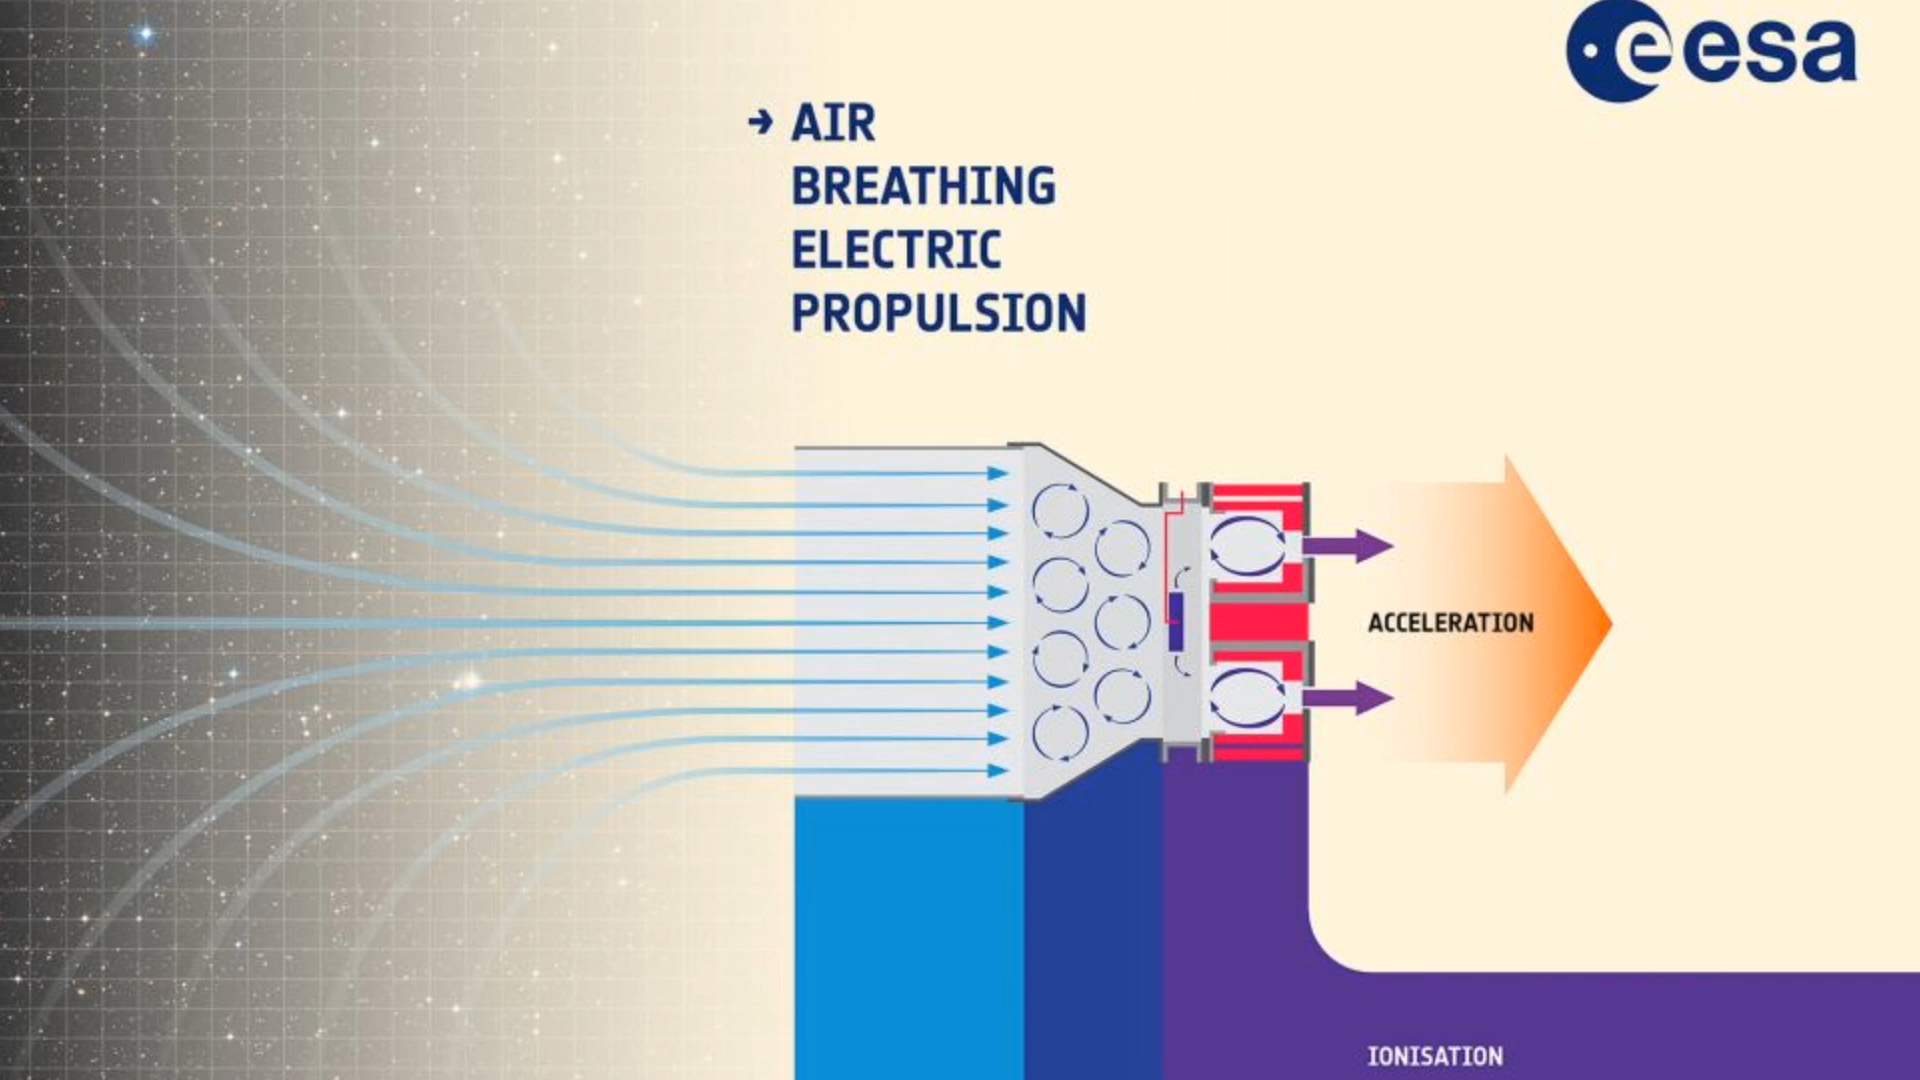 esa
→ AIR
BREATHING
ELECTRIC
PROPULSION
ACCELERATION
IONISATION